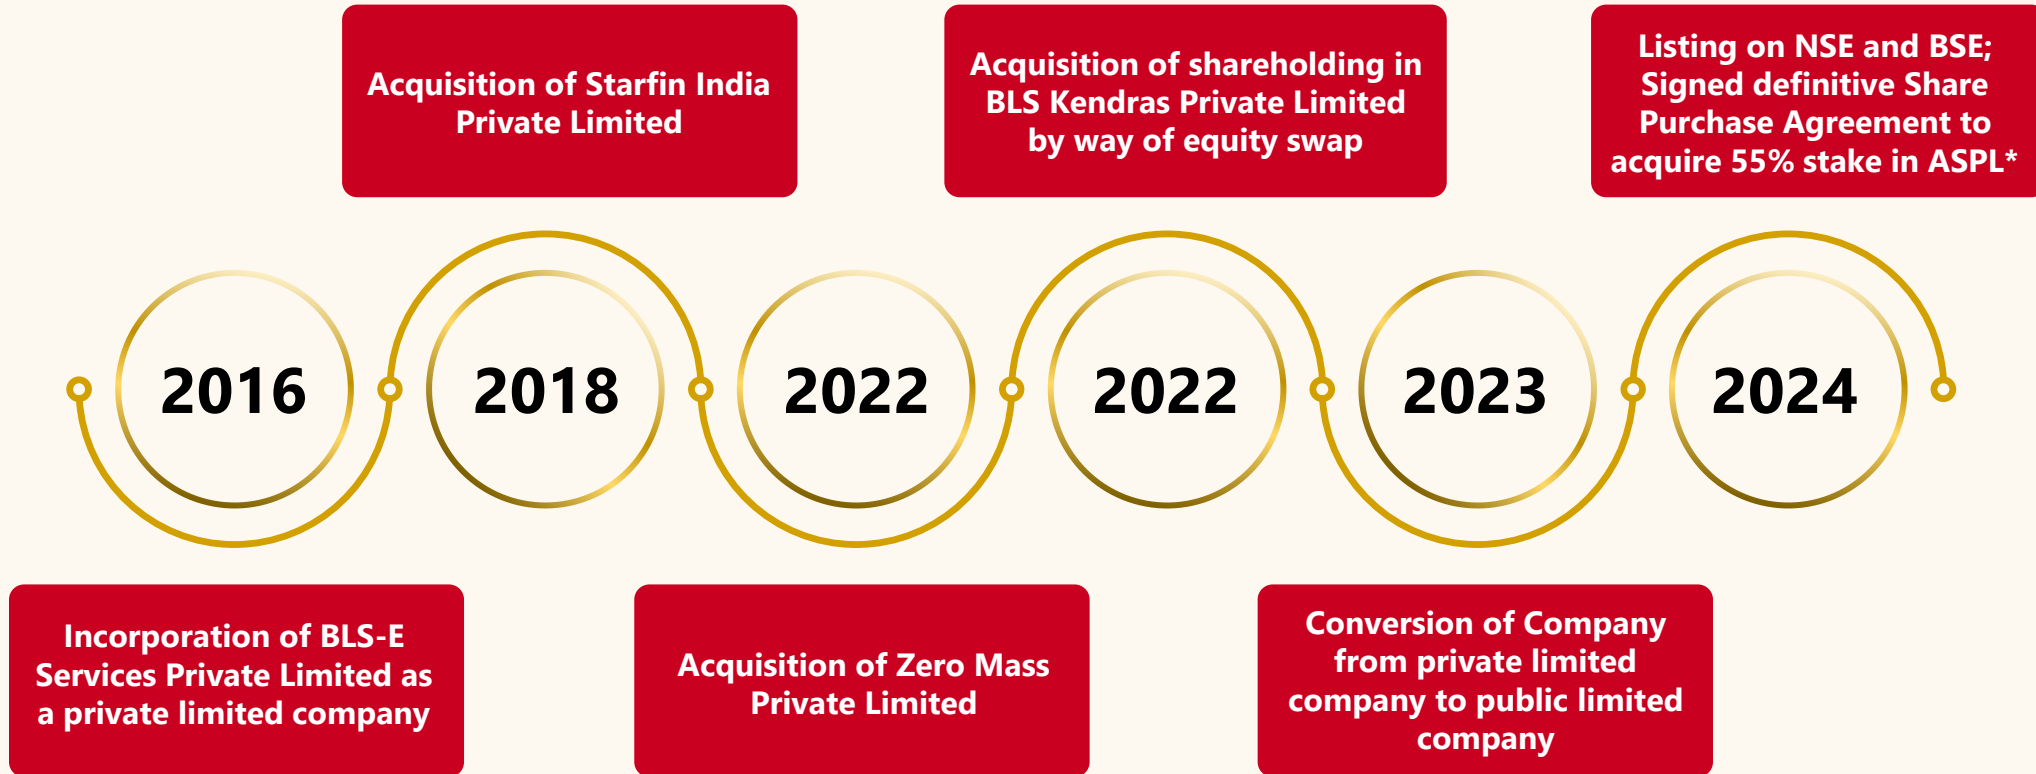 Acquisition of Starfin India
Private Limited
Acquisition of shareholding in
BLS Kendras Private Limited
by way of equity swap
Listing on NSE and BSE;
Signed definitive Share
Purchase Agreement to
acquire 55% stake in ASPL*
2016
2018
2022
2022
2023
2024
Incorporation of BLS-E
Services Private Limited as
a private limited company
Acquisition of Zero Mass
Private Limited
Conversion of Company
from private limited
company to public limited
company